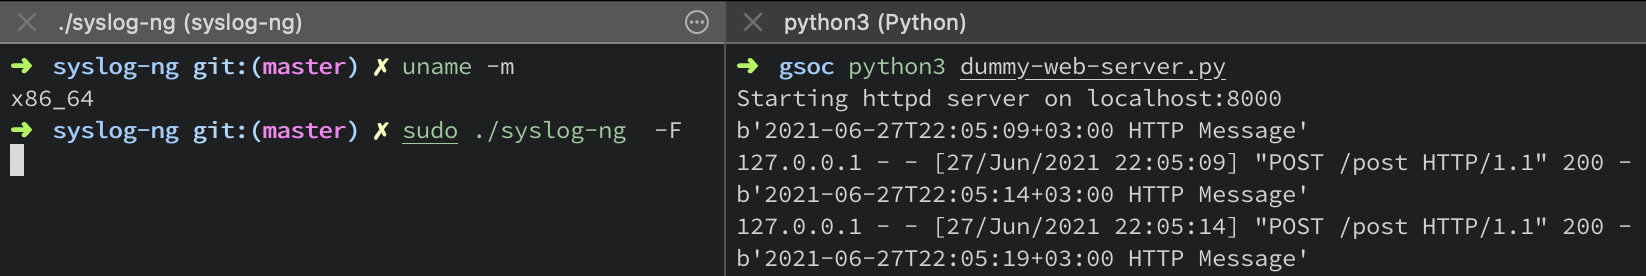 ./syslog-ng (syslog-ng)
➜ syslog-ng git:(master) ✗ uname -m
x86_64
➜ syslog-ng git:(master) ✗ sudo ./syslog-ng -F
python3 (Python)
➜ gsoc python3 dummy-web-server.py
Starting httpd server on localhost:8000
b'2021-06-27T22:05:09+03:00 HTTP Message'
127.0.0.1 - - [27/Jun/2021 22:05:09] "POST /post HTTP/1.1" 200 -
b'2021-06-27T22:05:14+03:00 HTTP Message'
127.0.0.1 - - [27/Jun/2021 22:05:14] "POST /post HTTP/1.1" 200 -
b'2021-06-27T22:05:19+03:00 HTTP Message'